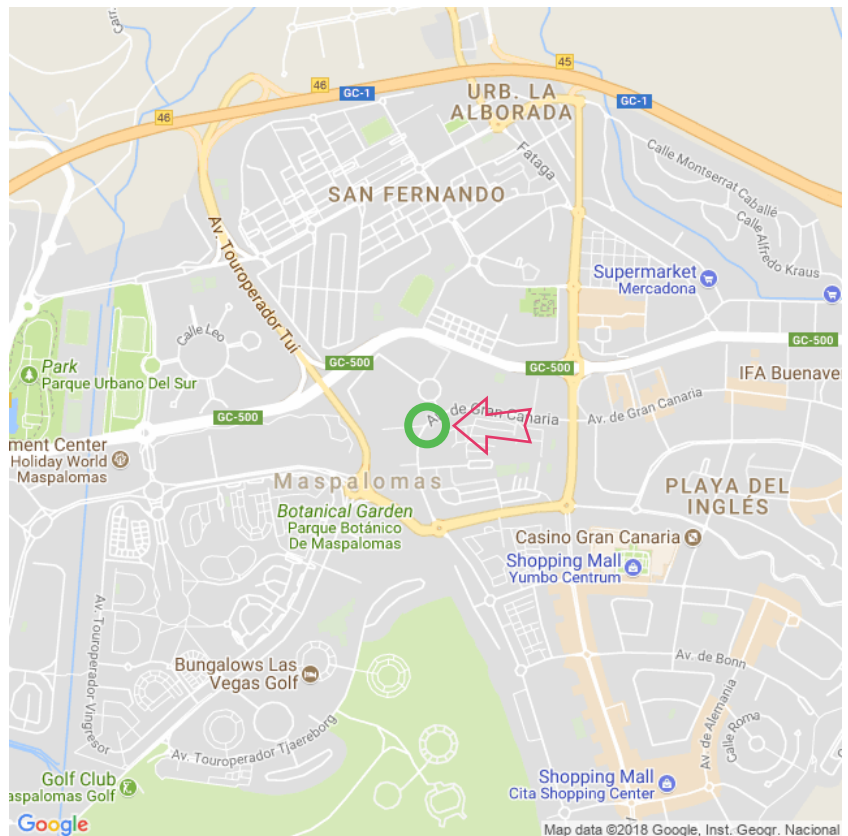 46
45
46
GC-1
GC-1
URB. LA
ALBORADA
Fataga
Calle Montserrat Caballé
SAN FERNANDO
Calle Alfredo Kraus
Av. Touroperador Tui
Supermarket
Mercadona
Calle Leo
GC-500
GC-500
GC-500
GC-500
Park
Parque Urbano Del Sur
IFA Buenave
Av. de Gran Canaria
Av. de Gran Canaria
ment Center
Holiday World
Maspalomas
Maspalomas
PLAYA DEL
INGLÉS
Botanical Garden
Parque Botánico
De Maspalomas
Casino Gran Canaria
Shopping Mall
Yumbo Centrum
Av. Touroperador Vingresor
Bungalows Las
Vegas Golf
Av. de Bonn
Av. de Alemania
Calle Roma
Av. Touroperador Tjaereborg
Golf Club
aspalomas Golf
Shopping Mall
Cita Shopping Center
Google
Map data ©2018 Google, Inst. Geogr. Nacional